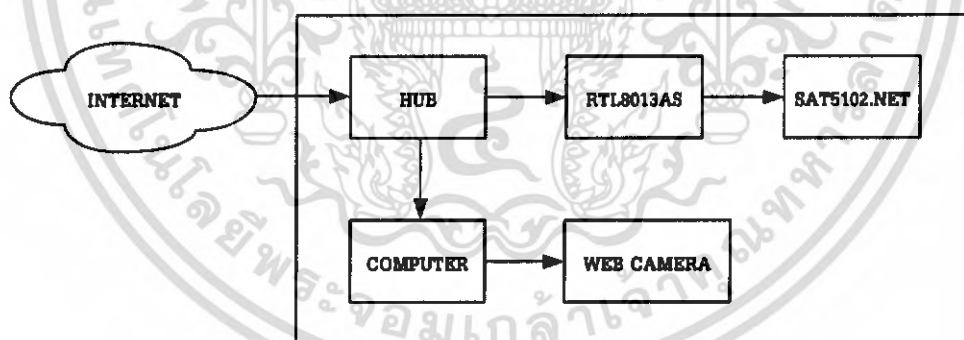 INTERNET
HUB
RTL8013AS
SAT5102.NET
COMPUTER
WEB CAMERA